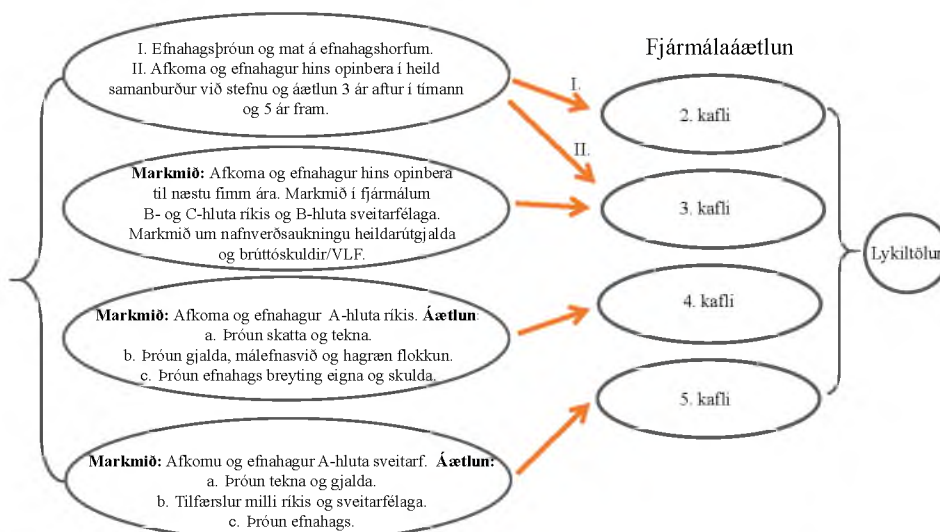 I. Efnahagsþróun og mat á efnahagshorfum.
II. Afkoma og efnahagur hins opinbera í heild
samanburður við stefnu og áætlun 3 ár aftur í tímann
og 5 ár fram.
Markmið: Afkoma og efnahagur hins opinbera
til næstu fimm ára. Markmið í fjármálum
B- og C-hluta ríkis og B-hluta sveitarfélaga.
Markmið um nafnverðsaukningu heildarútgjalda
og brúttóskuldir/VLF.
Markmið: Afkoma og efnahagur A-hluta ríkis. Áætlun:
a. Þróun skatta og tekna.
b. Þróun gjalda, málefnasvið og hagræn flokkun.
c. Þróun efnahags breyting eigna og skulda.
Markmið: Afkomu og efnahagur A-hluta sveitarf. Áætlun:
a. Þróun tekna og gjalda.
b. Tilfærslur milli ríkis og sveitarfélaga.
c. Þróun efnahags.
I.
II.
Fjármálaáætlun
2. kafli
3. kafli
4. kafli
5. kafli
Lykiltölur